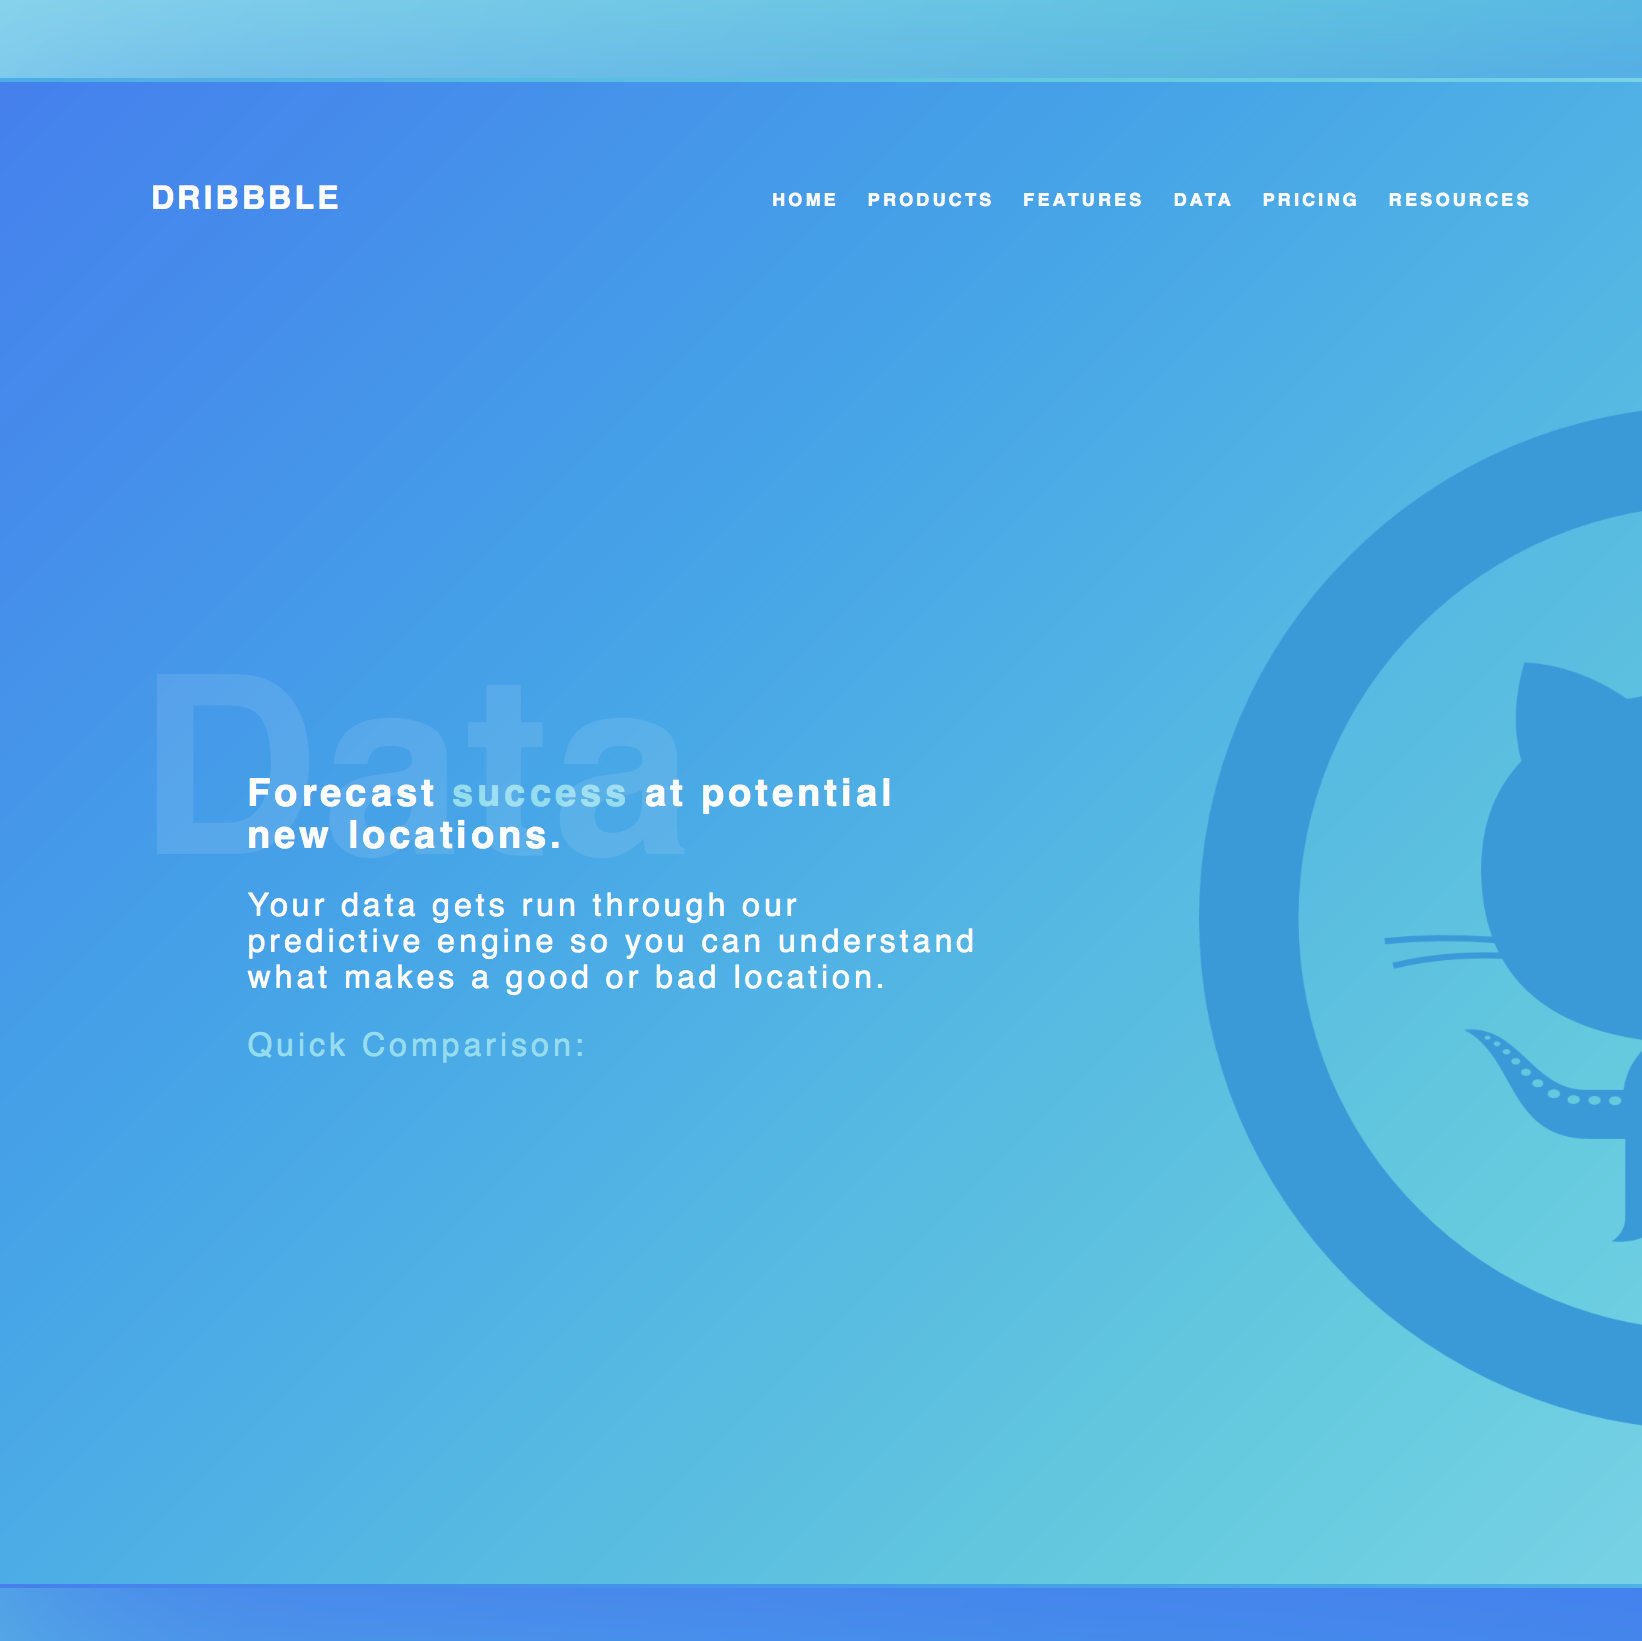 DRIBBBLE
HOME PRODUCTS FEATURES DATA PRICING RESOURCES
Data
Forecast success at potential
new locations.
Your data gets run through our
predictive engine so you can understand
what makes a good or bad location.
Quick Comparison: